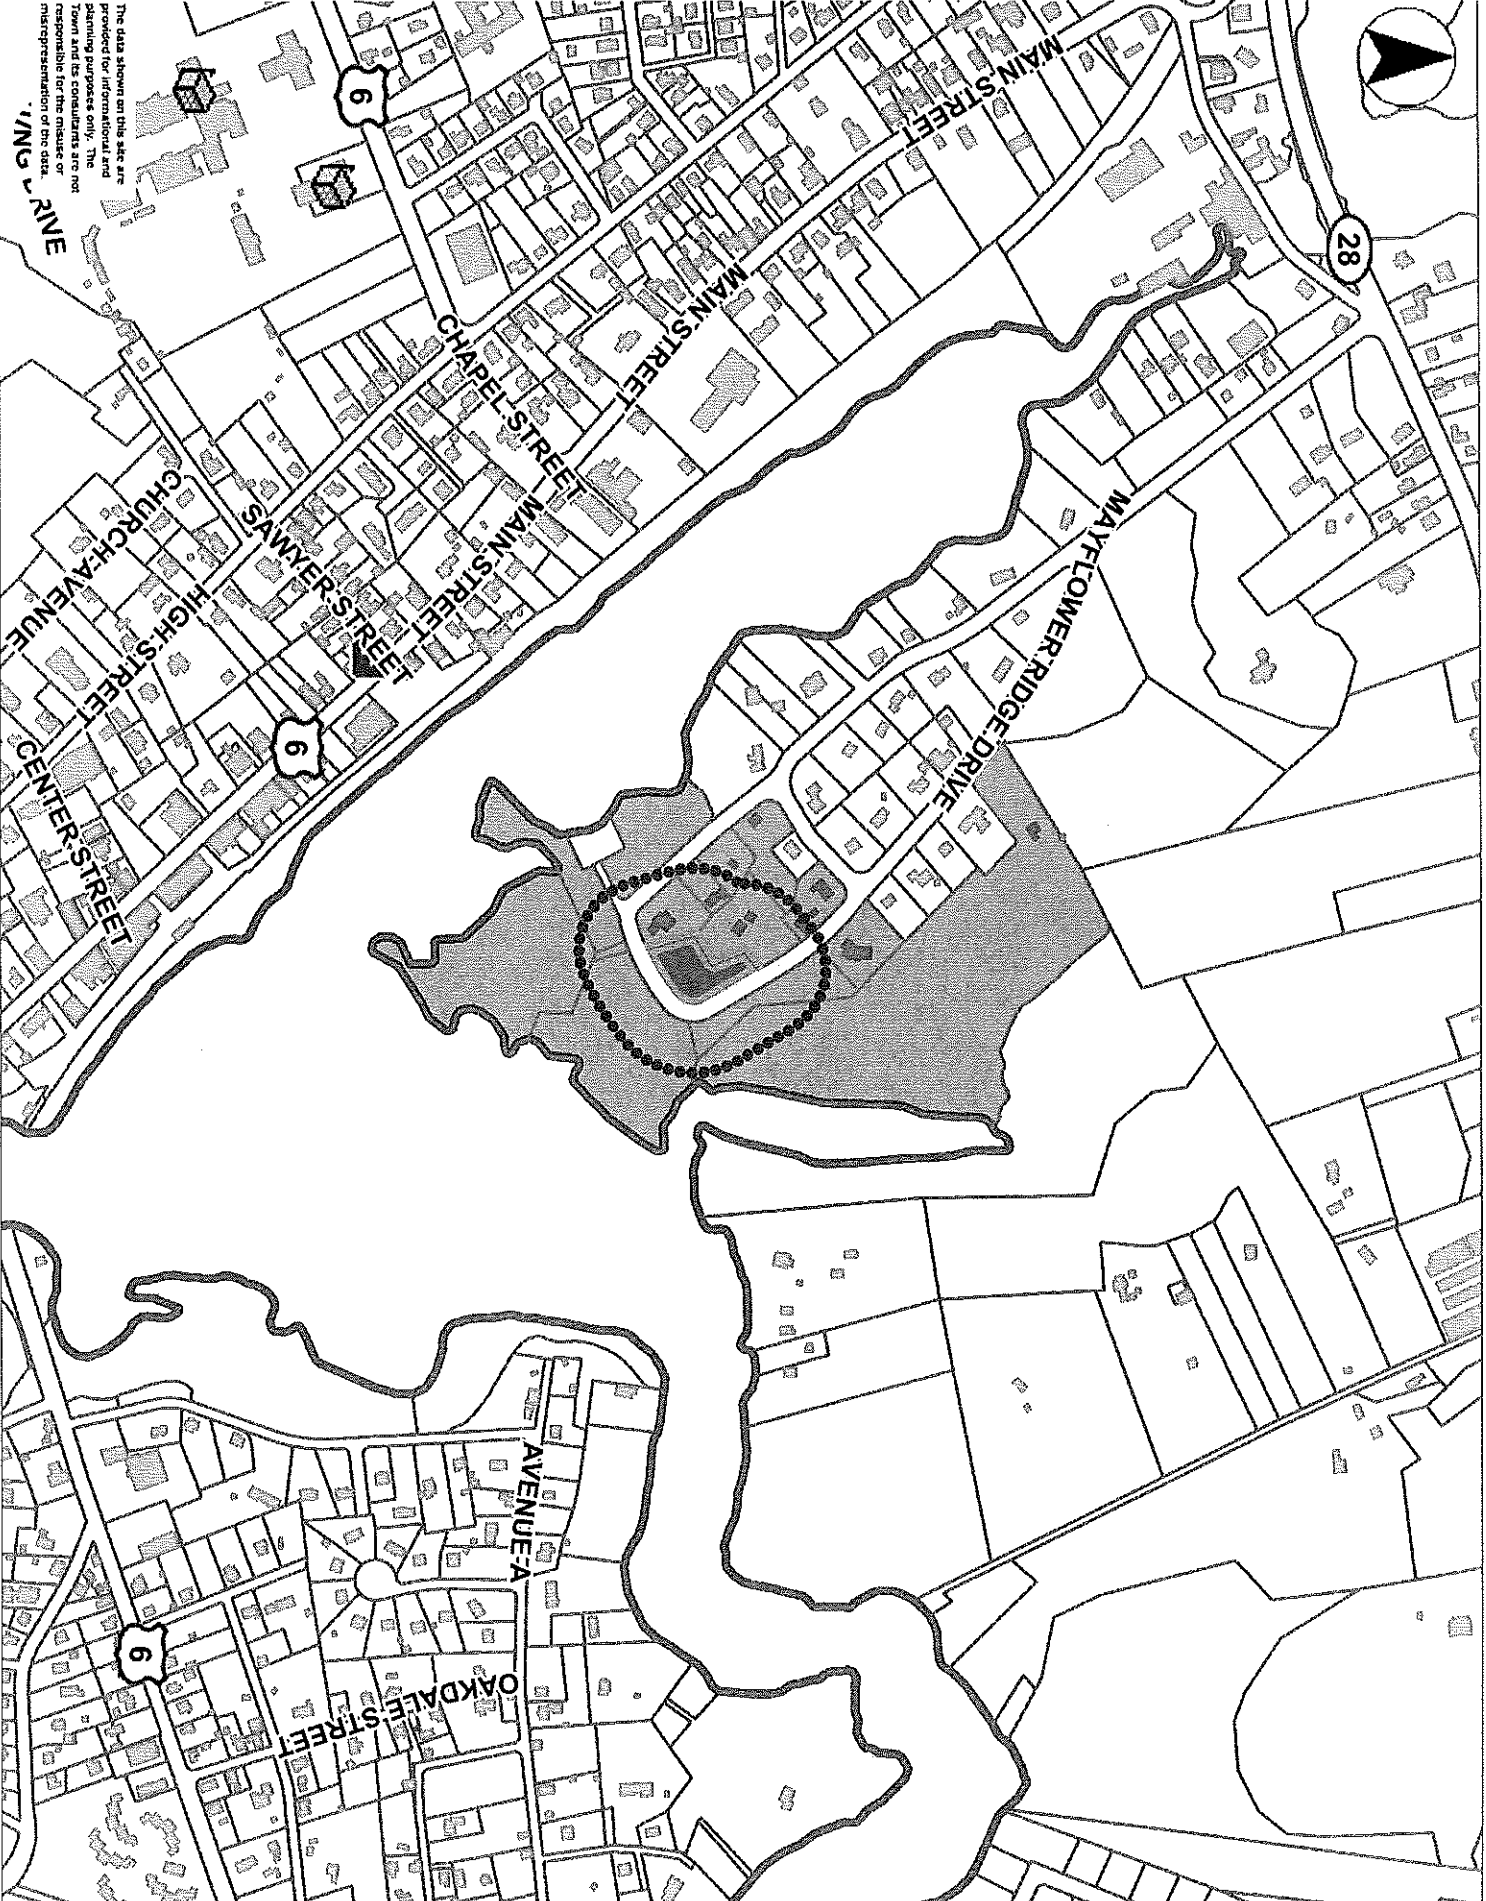 The data shown on this site are
provided for informational and
planning purposes only. The
Town and its consultants are not
responsible for the misuse or
misrepresentation of the data.
DRIVE
6
MAIN STREET
28
MAIN STREET
CHAPEL STREET
MAIN STREET
MAYFLOWER RIDGE DRIVE
SAWYER STREET
CHURCH AVENUE
HIGH STREET
6
CENTER STREET
AVENUE A
6
OAKDALE STREET